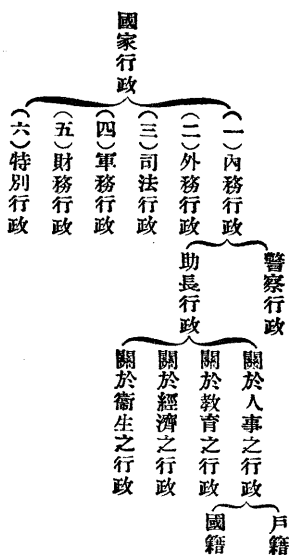 國家行政
(一)內務行政
(二)外務行政
(三)司法行政
(四)軍務行政
(五)財務行政
(六)特別行政
警察行政
助長行政
關於人事之行政
關於教育之行政
關於經濟之行政
關於衞生之行政
戶籍
國籍